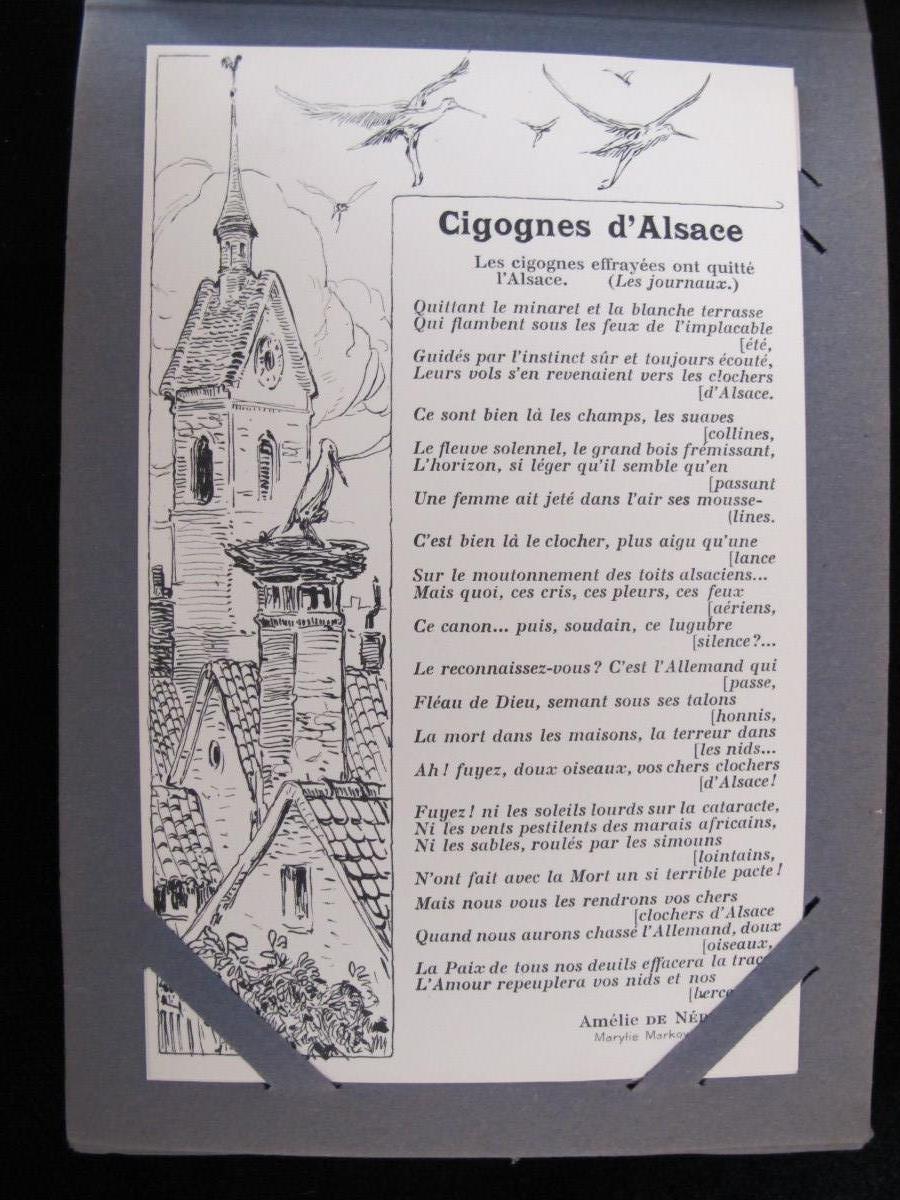 Cigognes d'Alsace
Les cigognes effrayées ont quitté
l'Alsace. (Les journaux.)
Quittant le minaret et la blanche terrasse
Qui flambent sous les feux de l'implacable
[été,
Guidés par l'instinct sûr et toujours écouté,
Leurs vols s'en revenaient vers les clochers
[d'Alsace.
Ce sont bien là les champs, les suaves
[collines,
Le fleuve solennel, le grand bois frémissant,
L'horizon, si léger qu'il semble qu'en
[passant
Une femme ait jeté dans l'air ses mousse-
(lines.
C'est bien là le clocher, plus aigu qu'une
[lance
Sur le moutonnement des toits alsaciens...
Mais quoi, ces cris, ces pleurs, ces feux
[aériens,
Ce canon... puis, soudain, ce lugubre
[silence?...
Le reconnaissez-vous? C'est l'Allemand qui
[passe,
Fléau de Dieu, semant sous ses talons
[honnis,
La mort dans les maisons, la terreur dans
[les nids...
Ah! fuyez, doux oiseaux, vos chers clochers
[d'Alsace!
Fuyez! ni les soleils lourds sur la cataracte,
Ni les vents pestilents des marais africains,
Ni les sables, roulés par les simouns
[lointains,
N'ont fait avec la Mort un si terrible pacte!
Mais nous vous les rendrons vos chers
[clochers d'Alsace
Quand nous aurons chassé l'Allemand, doux
[oiseaux,
La Paix de tous nos deuils effacera la trace
L'Amour repeuplera vos nids et nos
Amélie DE
Marylie